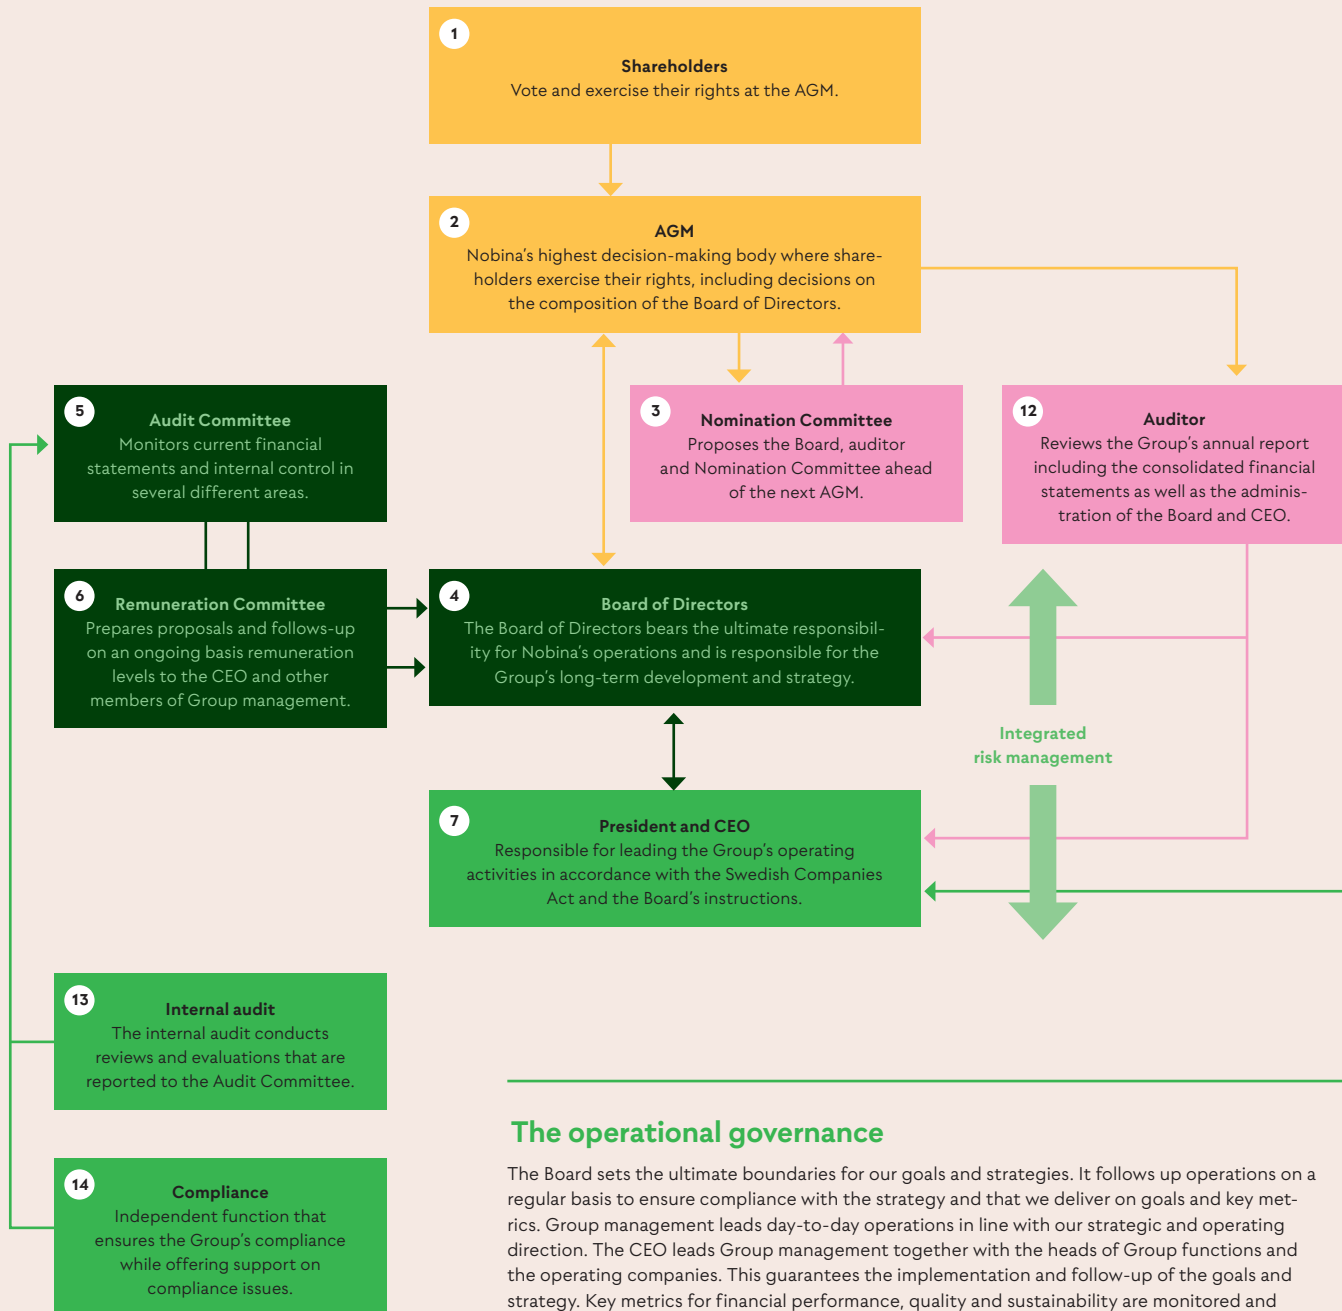 1
Shareholders
Vote and exercise their rights at the AGM.
2
AGM
Nobina's highest decision-making body where share-
holders exercise their rights, including decisions on
the composition of the Board of Directors.
5
Audit Committee
Monitors current financial
statements and internal control in
several different areas.
3
Nomination Committee
Proposes the Board, auditor
and Nomination Committee ahead
of the next AGM.
12
Auditor
Reviews the Group's annual report
including the consolidated financial
statements as well as the adminis-
tration of the Board and CEO.
6
Remuneration Committee
Prepares proposals and follows-up
on an ongoing basis remuneration
levels to the CEO and other
members of Group management.
4
Board of Directors
The Board of Directors bears the ultimate responsibil-
ity for Nobina's operations and is responsible for the
Group's long-term development and strategy.
Integrated
risk management
7
President and CEO
Responsible for leading the Group's operating
activities in accordance with the Swedish Companies
Act and the Board's instructions.
13
Internal audit
The internal audit conducts
reviews and evaluations that are
reported to the Audit Committee.
14
Compliance
Independent function that
ensures the Group's compliance
while offering support on
compliance issues.
The operational governance
The Board sets the ultimate boundaries for our goals and strategies. It follows up operations on a
regular basis to ensure compliance with the strategy and that we deliver on goals and key met-
rics. Group management leads day-to-day operations in line with our strategic and operating
direction. The CEO leads Group management together with the heads of Group functions and
the operating companies. This guarantees the implementation and follow-up of the goals and
strategy. Key metrics for financial performance, quality and sustainability are monitored and